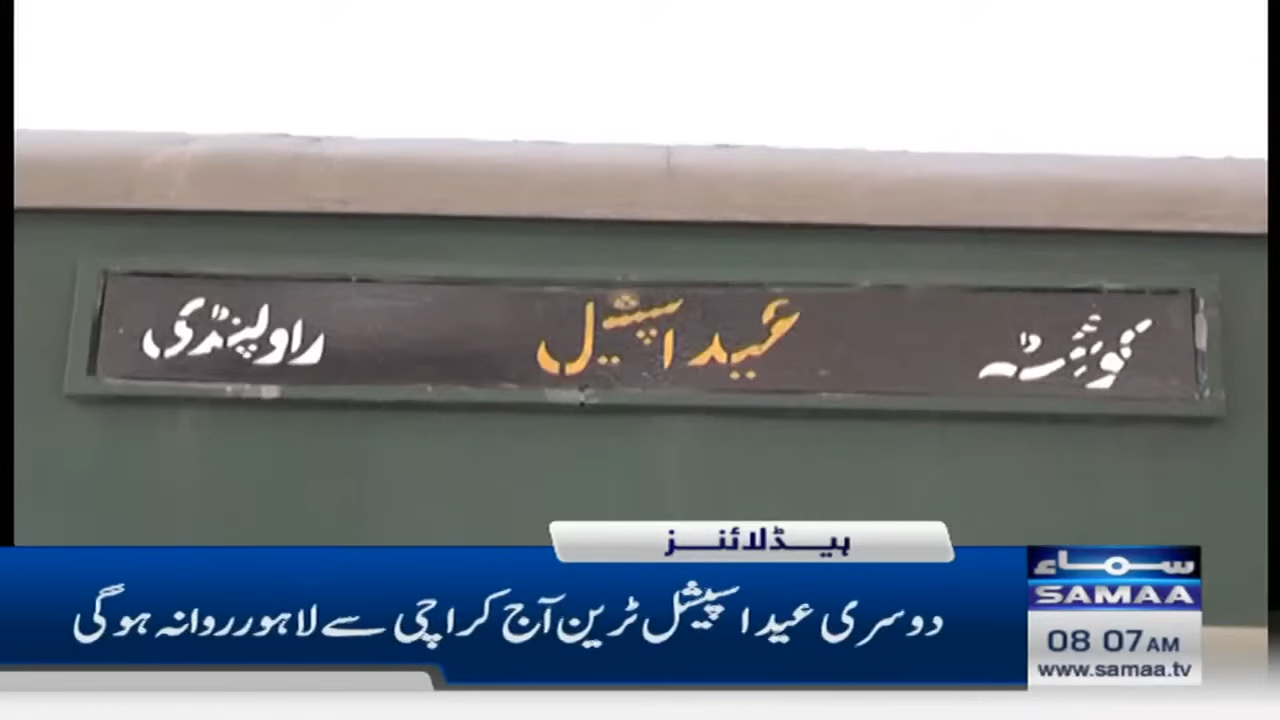 کوئٹہ عید اسپیشل راولپنڈی
ہیڈلائنز
دوسری عید اسپیشل ٹرین آج کراچی سے لاہور روانہ ہوگی
سماء
SAMAA
08 07 AM
www.samaa.tv